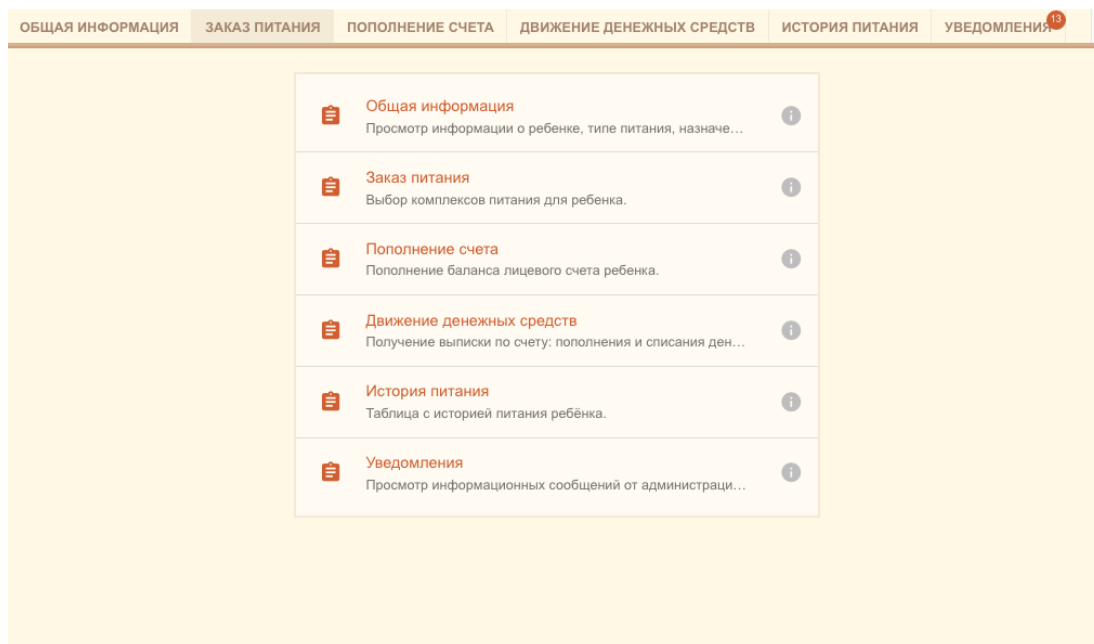 ОБЩАЯ ИНФОРМАЦИЯ ЗАКАЗ ПИТАНИЯ ПОПОЛНЕНИЕ СЧЕТА ДВИЖЕНИЕ ДЕНЕЖНЫХ СРЕДСТВ ИСТОРИЯ ПИТАНИЯ УВЕДОМЛЕНИЯ 13
Общая информация
Просмотр информации о ребенке, типе питания, назначе...
Заказ питания
Выбор комплексов питания для ребенка.
Пополнение счета
Пополнение баланса лицевого счета ребенка.
Движение денежных средств
Получение выписки по счету: пополнения и списания ден...
История питания
Таблица с историей питания ребёнка.
Уведомления
Просмотр информационных сообщений от администраци...